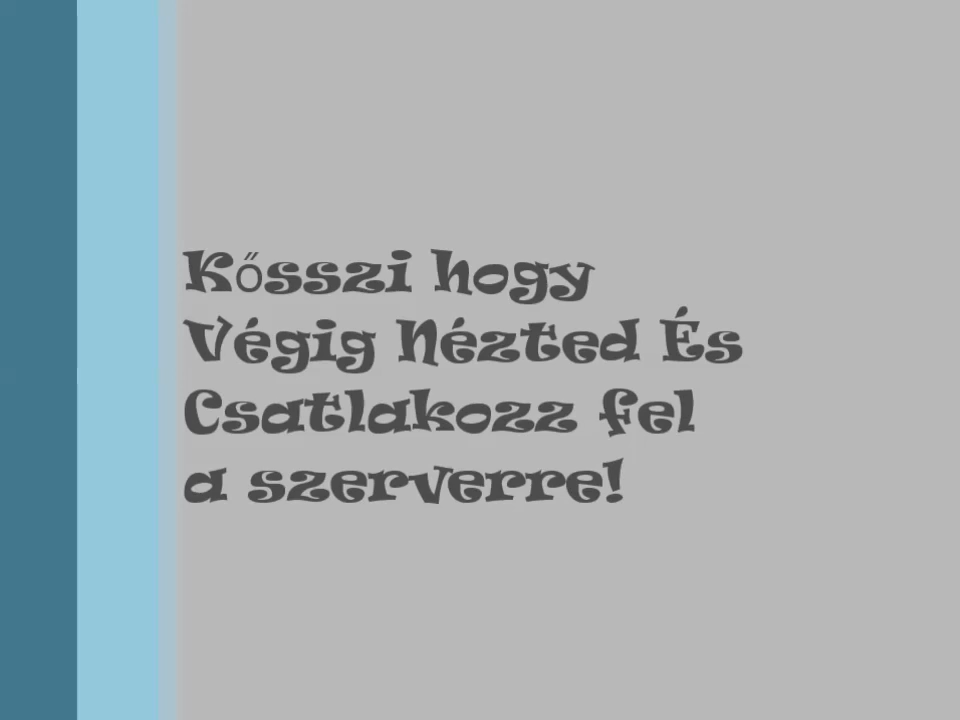 Kősszi hogy
Végig Nézted És
Csatlakozz fel
a szerverre!